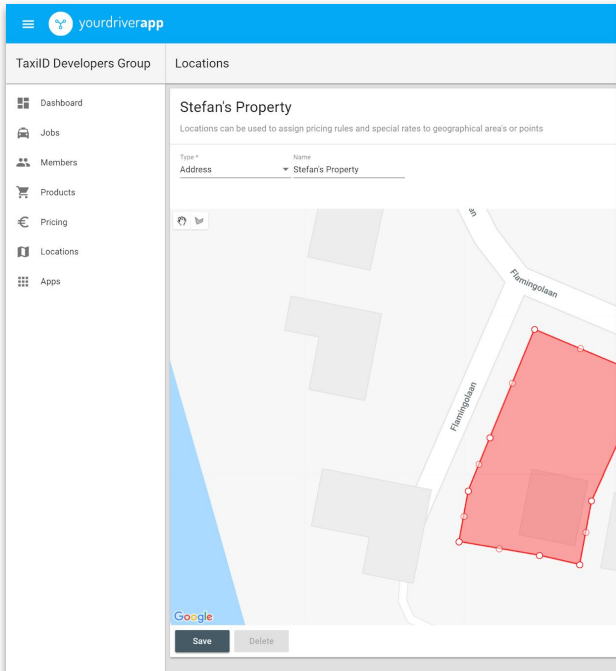 yourdriverapp
TaxiID Developers Group
Locations
Dashboard
Jobs
Members
Products
Pricing
Locations
Apps
Stefan's Property
Locations can be used to assign pricing rules and special rates to geographical area's or points
Type *
Name
Address
Stefan's Property
an
Flamingolaan
Flamingolaan
Google
Save
Delete